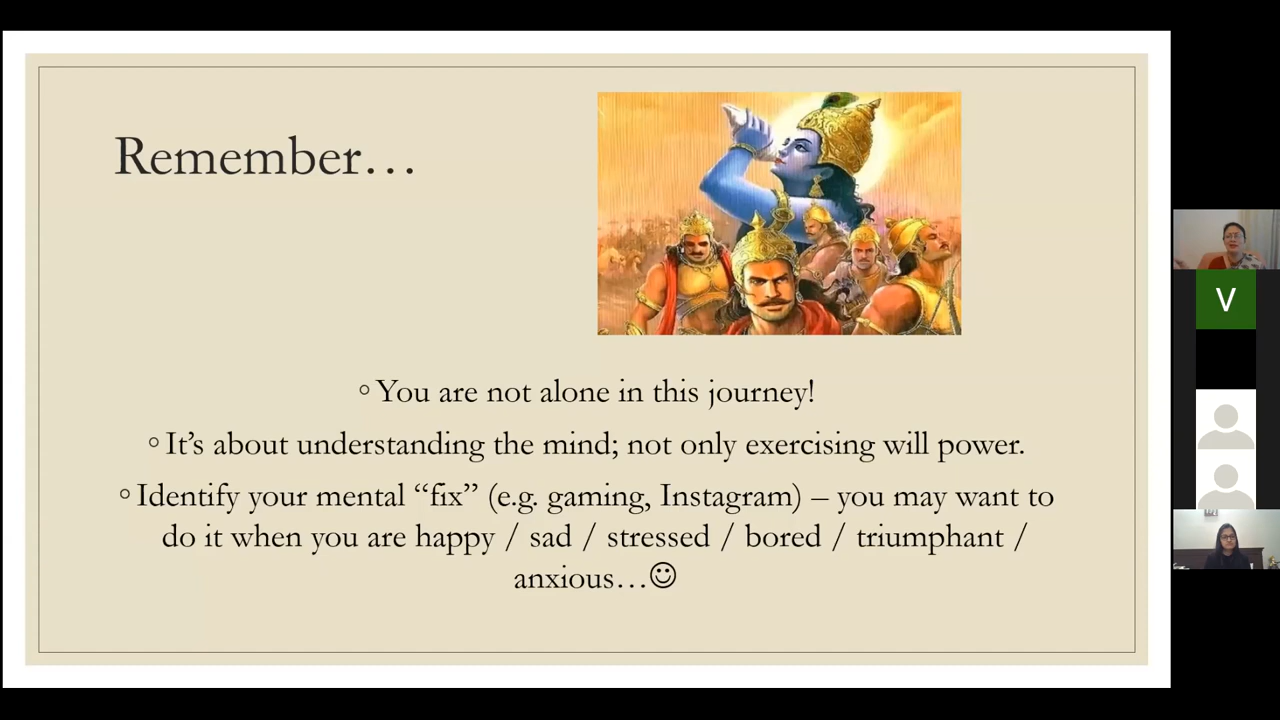 Remember…
◦ You are not alone in this journey!
◦ It’s about understanding the mind; not only exercising will power.
◦ Identify your mental “fix” (e.g. gaming, Instagram) – you may want to
do it when you are happy / sad / stressed / bored / triumphant /
anxious…☺
V